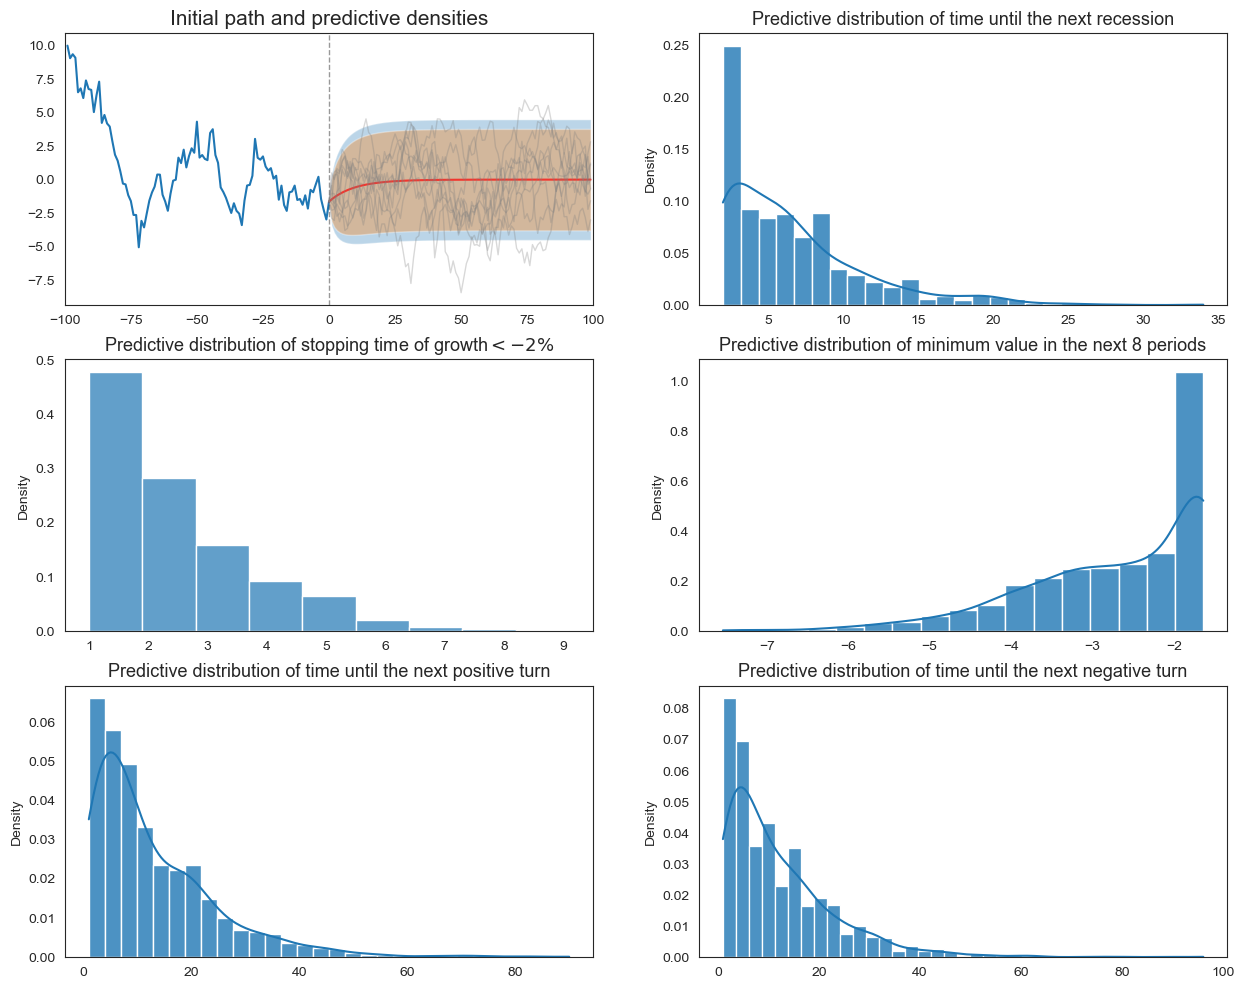 Initial path and predictive densities
10.0
7.5
5.0
2.5
0.0
−2.5
−5.0
−7.5
−100 −75 −50 −25 0 25 50 75 100
Predictive distribution of time until the next recession
Density
0.25
0.20
0.15
0.10
0.05
0.00
5 10 15 20 25 30 35
Predictive distribution of stopping time of growth < −2%
Density
0.5
0.4
0.3
0.2
0.1
0.0
1 2 3 4 5 6 7 8 9
Predictive distribution of minimum value in the next 8 periods
Density
1.0
0.8
0.6
0.4
0.2
0.0
−7 −6 −5 −4 −3 −2
Predictive distribution of time until the next positive turn
Density
0.06
0.05
0.04
0.03
0.02
0.01
0.00
0 20 40 60 80
Predictive distribution of time until the next negative turn
Density
0.08
0.07
0.06
0.05
0.04
0.03
0.02
0.01
0.00
0 20 40 60 80 100